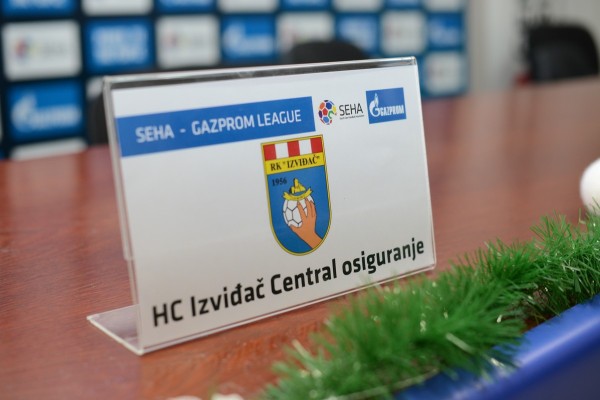 SEHA - GAZPROM LEAGUE
SEHA
GAZPROM
RK "IZVIĐAČ"
1956
HC Izviđač Central osiguranje